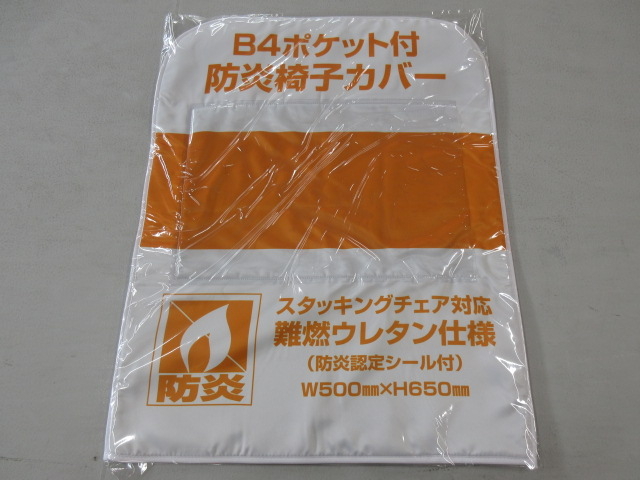 B4ポケット付
防炎椅子カバー
スタッキングチェア対応
難燃ウレタン仕様
(防炎認定シール付)
W500㎜×H650㎜
防炎